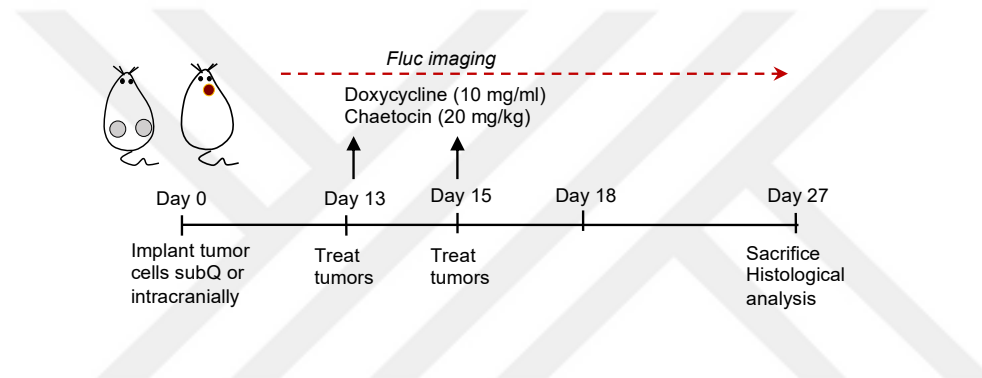 Fluc imaging
Doxycycline (10 mg/ml)
Chaetocin (20 mg/kg)
Day 0
Day 13
Day 15
Day 18
Day 27
Implant tumor
cells subQ or
intracranially
Treat
tumors
Treat
tumors
Sacrifice
Histological
analysis